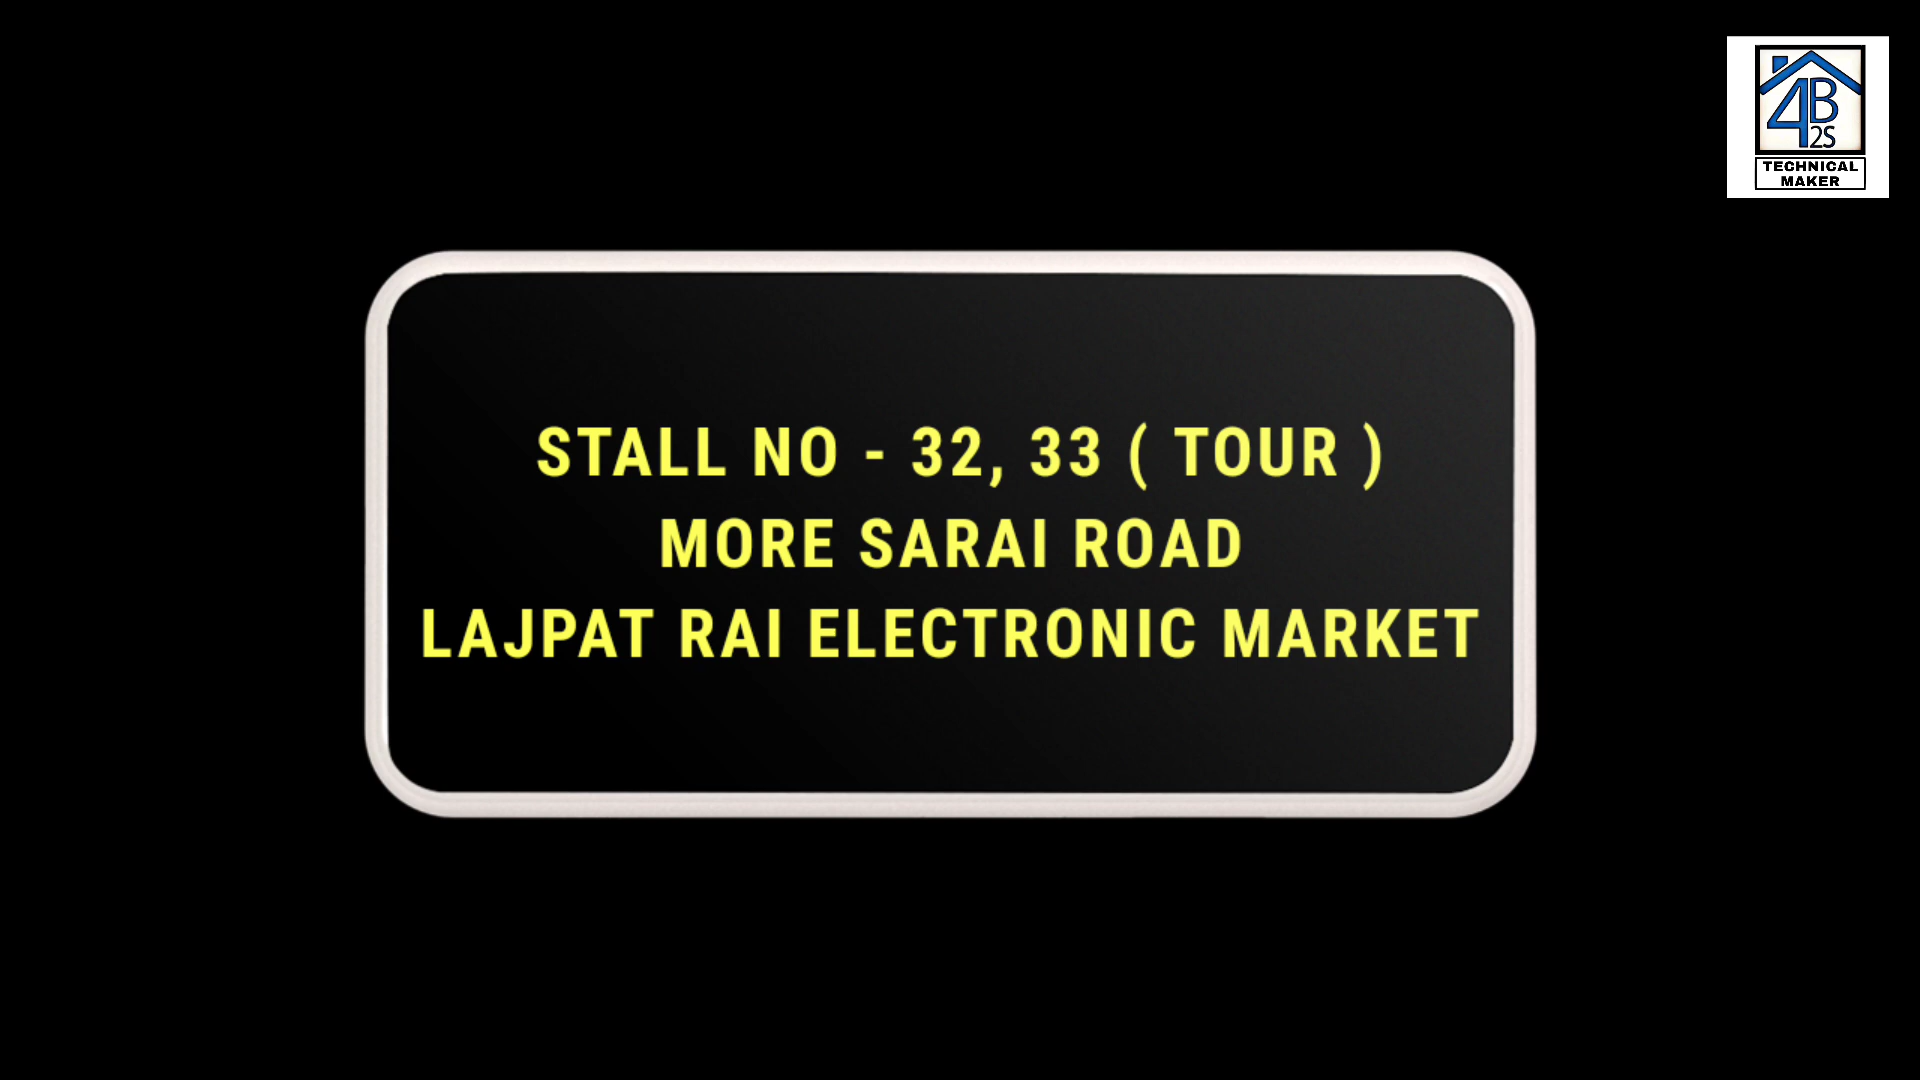 4B
2S
TECHNICAL
MAKER
STALL NO - 32, 33 ( TOUR )
MORE SARAI ROAD
LAJPAT RAI ELECTRONIC MARKET